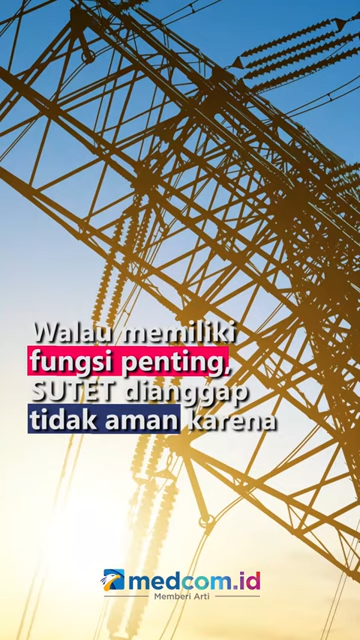 Walau memiliki
fungsi penting,
SUTET dianggap
tidak aman karena
medcom.id
Memberi Arti